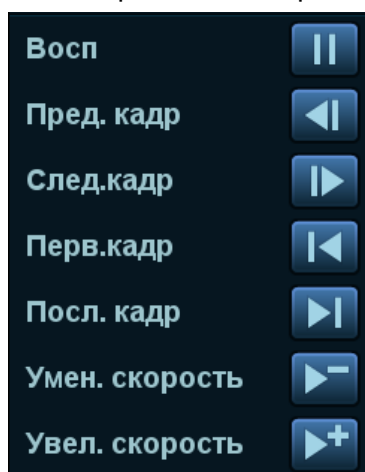 Восп
Пред. кадр
След.кадр
Перв.кадр
Посл. кадр
Умен. скорость
Увел. скорость